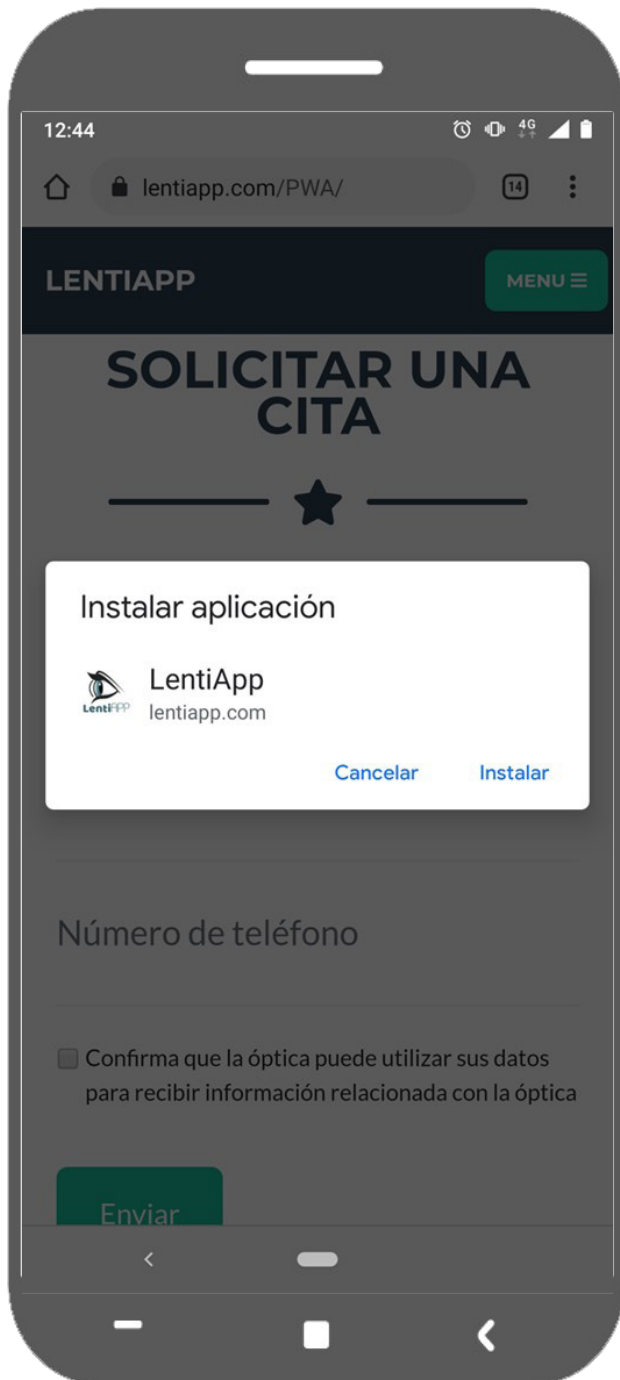 12:44
4G
lentiapp.com/PWA/
14
LENTIAPP
MENU
SOLICITAR UNA
CITA
Instalar aplicación
LentiApp
LentiAPP
lentiapp.com
Cancelar
Instalar
Número de teléfono
Confirma que la óptica puede utilizar sus datos
para recibir información relacionada con la óptica
Enviar